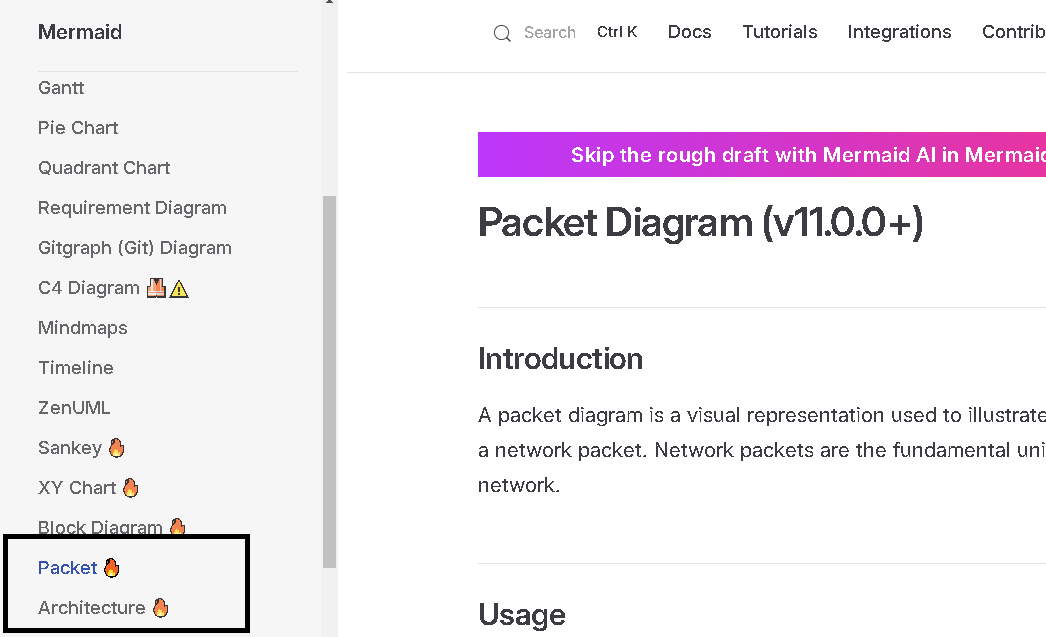 Mermaid
Gantt
Pie Chart
Quadrant Chart
Requirement Diagram
Gitgraph (Git) Diagram
C4 Diagram 🦺⚠️
Mindmaps
Timeline
ZenUML
Sankey 🔥
XY Chart 🔥
Block Diagram 🔥
Packet 🔥
Architecture 🔥
Search Ctrl K Docs Tutorials Integrations Contrib
Skip the rough draft with Mermaid AI in Mermaid
Packet Diagram (v11.0.0+)
Introduction
A packet diagram is a visual representation used to illustrate
a network packet. Network packets are the fundamental uni
network.
Usage